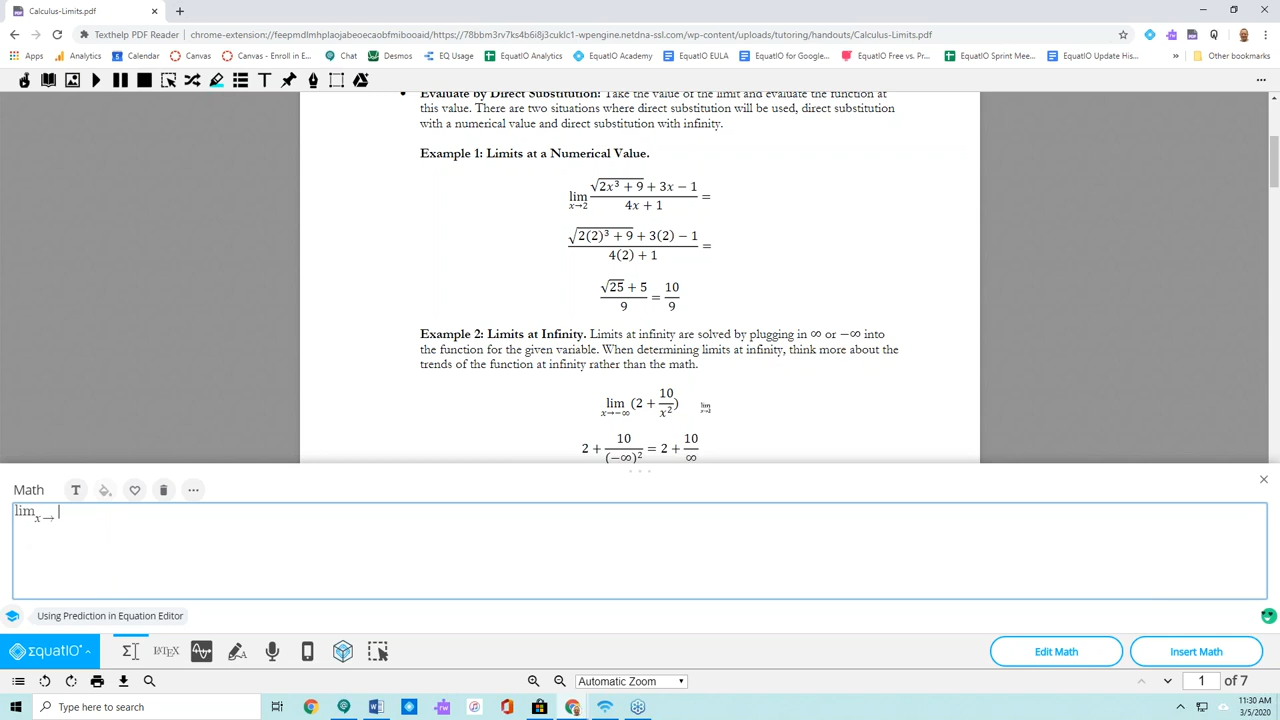 Calculus-Limits.pdf
Texthelp PDF Reader | chrome-extension://feepmdlmhplaojabeoecaobfmibooaid/https://78bbm3rv7ks4b6i8j3cuklc1-wpengine.netdna-ssl.com/wp-content/uploads/tutoring/handouts/Calculus-Limits.pdf
Apps Analytics Calendar Canvas Canvas - Enroll in E... Chat Desmos EQ Usage EquatIO Analytics EquatIO Academy EquatIO EULA EquatIO for Google... EquatIO Free vs. Pr... EquatIO Sprint Mee... EquatIO Update His... » Other bookmarks
• Evaluate by Direct Substitution: Take the value of the limit and evaluate the function at
this value. There are two situations where direct substitution will be used, direct substitution
with a numerical value and direct substitution with infinity.
Example 1: Limits at a Numerical Value.
lim x→2 (√(2x³ + 9) + 3x − 1)/(4x + 1) =
(√(2(2)³ + 9) + 3(2) − 1)/(4(2) + 1) =
(√25 + 5)/9 = 10/9
Example 2: Limits at Infinity. Limits at infinity are solved by plugging in ∞ or −∞ into
the function for the given variable. When determining limits at infinity, think more about the
trends of the function at infinity rather than the math.
lim x→−∞ (2 + 10/x²) lim
2 + 10/(−∞)² = 2 + 10/∞
Math T
lim x→
Using Prediction in Equation Editor
ΣquatIO Σ LATEX Edit Math Insert Math
Automatic Zoom 1 of 7
Type here to search 11:30 AM
3/5/2020